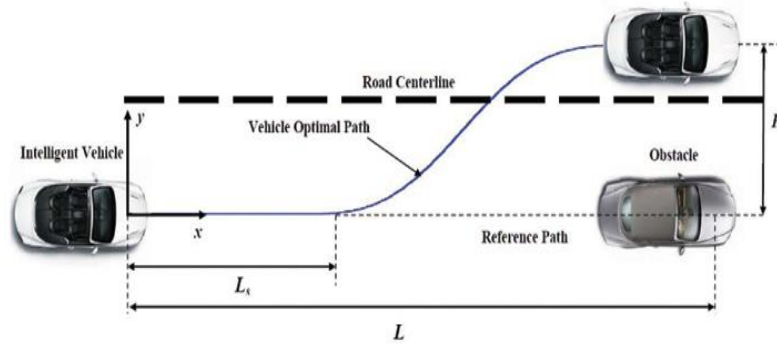 Road Centerline
y
Vehicle Optimal Path
Intelligent Vehicle
Obstacle
x
Reference Path
Lₛ
L